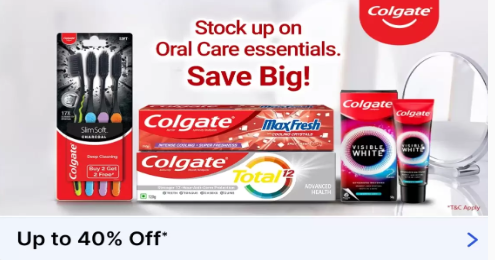 Stock up on
Oral Care essentials.
Save Big!
Colgate
SOFT
17X
SlimSoft
CHARCOAL
Deep Cleaning
Colgate
Buy 2 Get
2 Free*
Colgate
MaxFresh
COOLING CRYSTALS
INTENSE COOLING
SUPER FRESHNESS
Colgate
Total 12
ADVANCED
HEALTH
Colgate
VISIBLE
WHITE
O2
Colgate
VISIBLE
WHITE
*T&C Apply
Up to 40% Off*